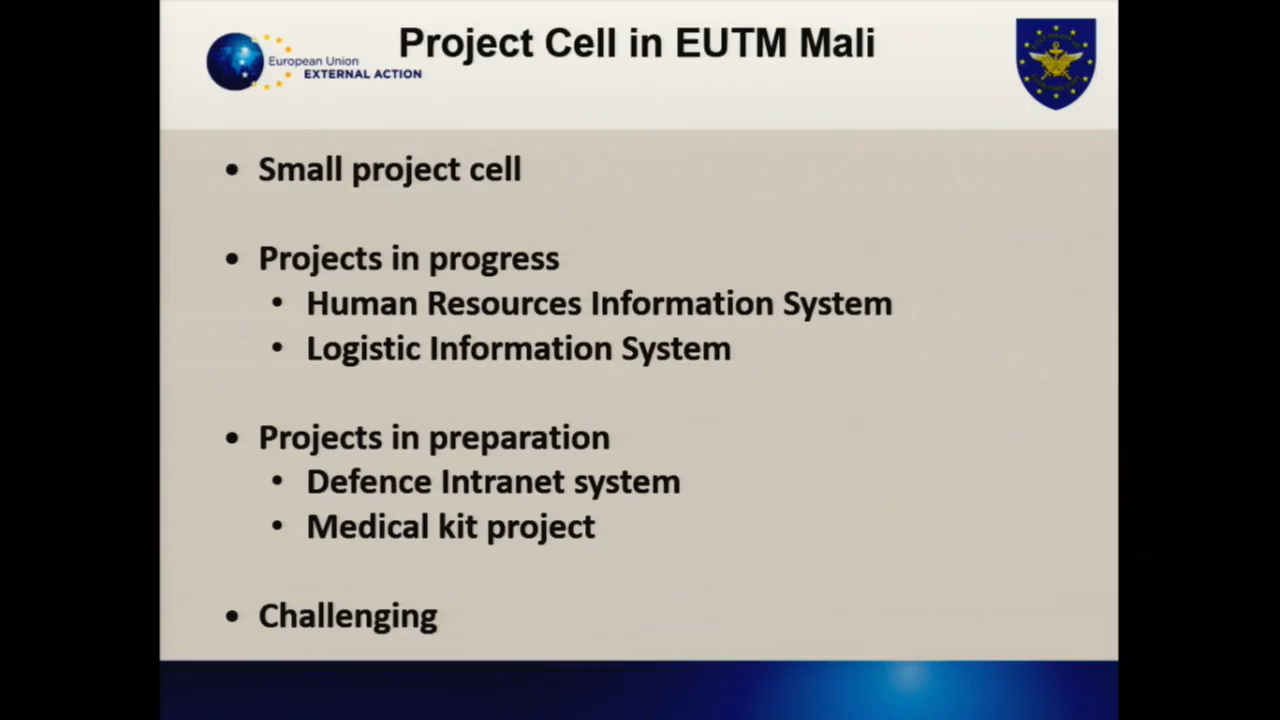 Project Cell in EUTM Mali
European Union
EXTERNAL ACTION
• Small project cell
• Projects in progress
• Human Resources Information System
• Logistic Information System
• Projects in preparation
• Defence Intranet system
• Medical kit project
• Challenging